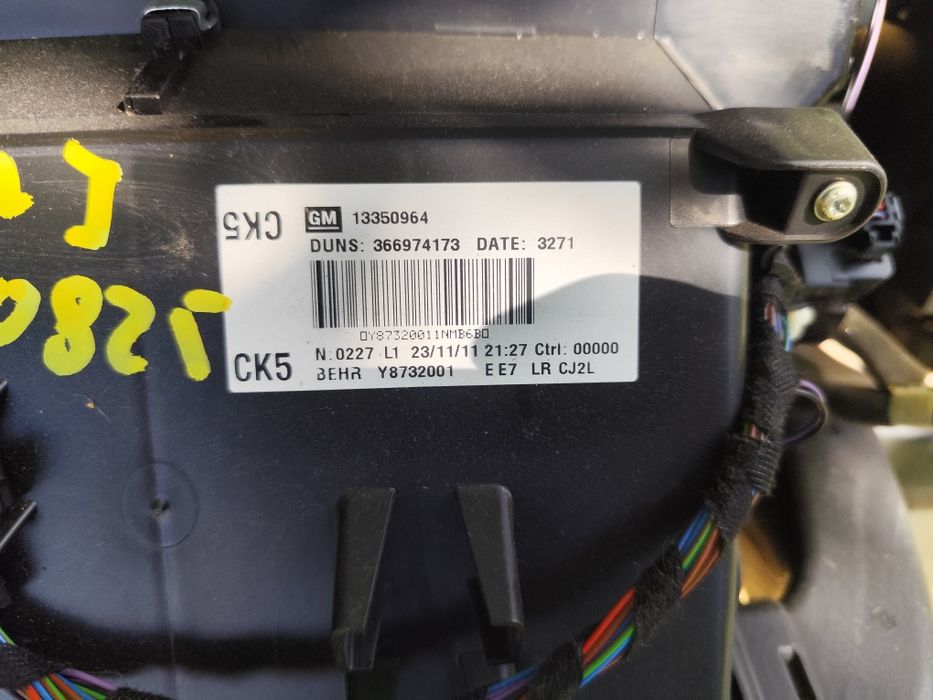 CK5
GM 13350964
DUNS: 366974173 DATE: 3271
0Y87320011NMB6B0
CK5
N:0227 L1 23/11/11 21:27 Ctrl: 00000
BEHR Y8732001 EE7 LR CJ2L